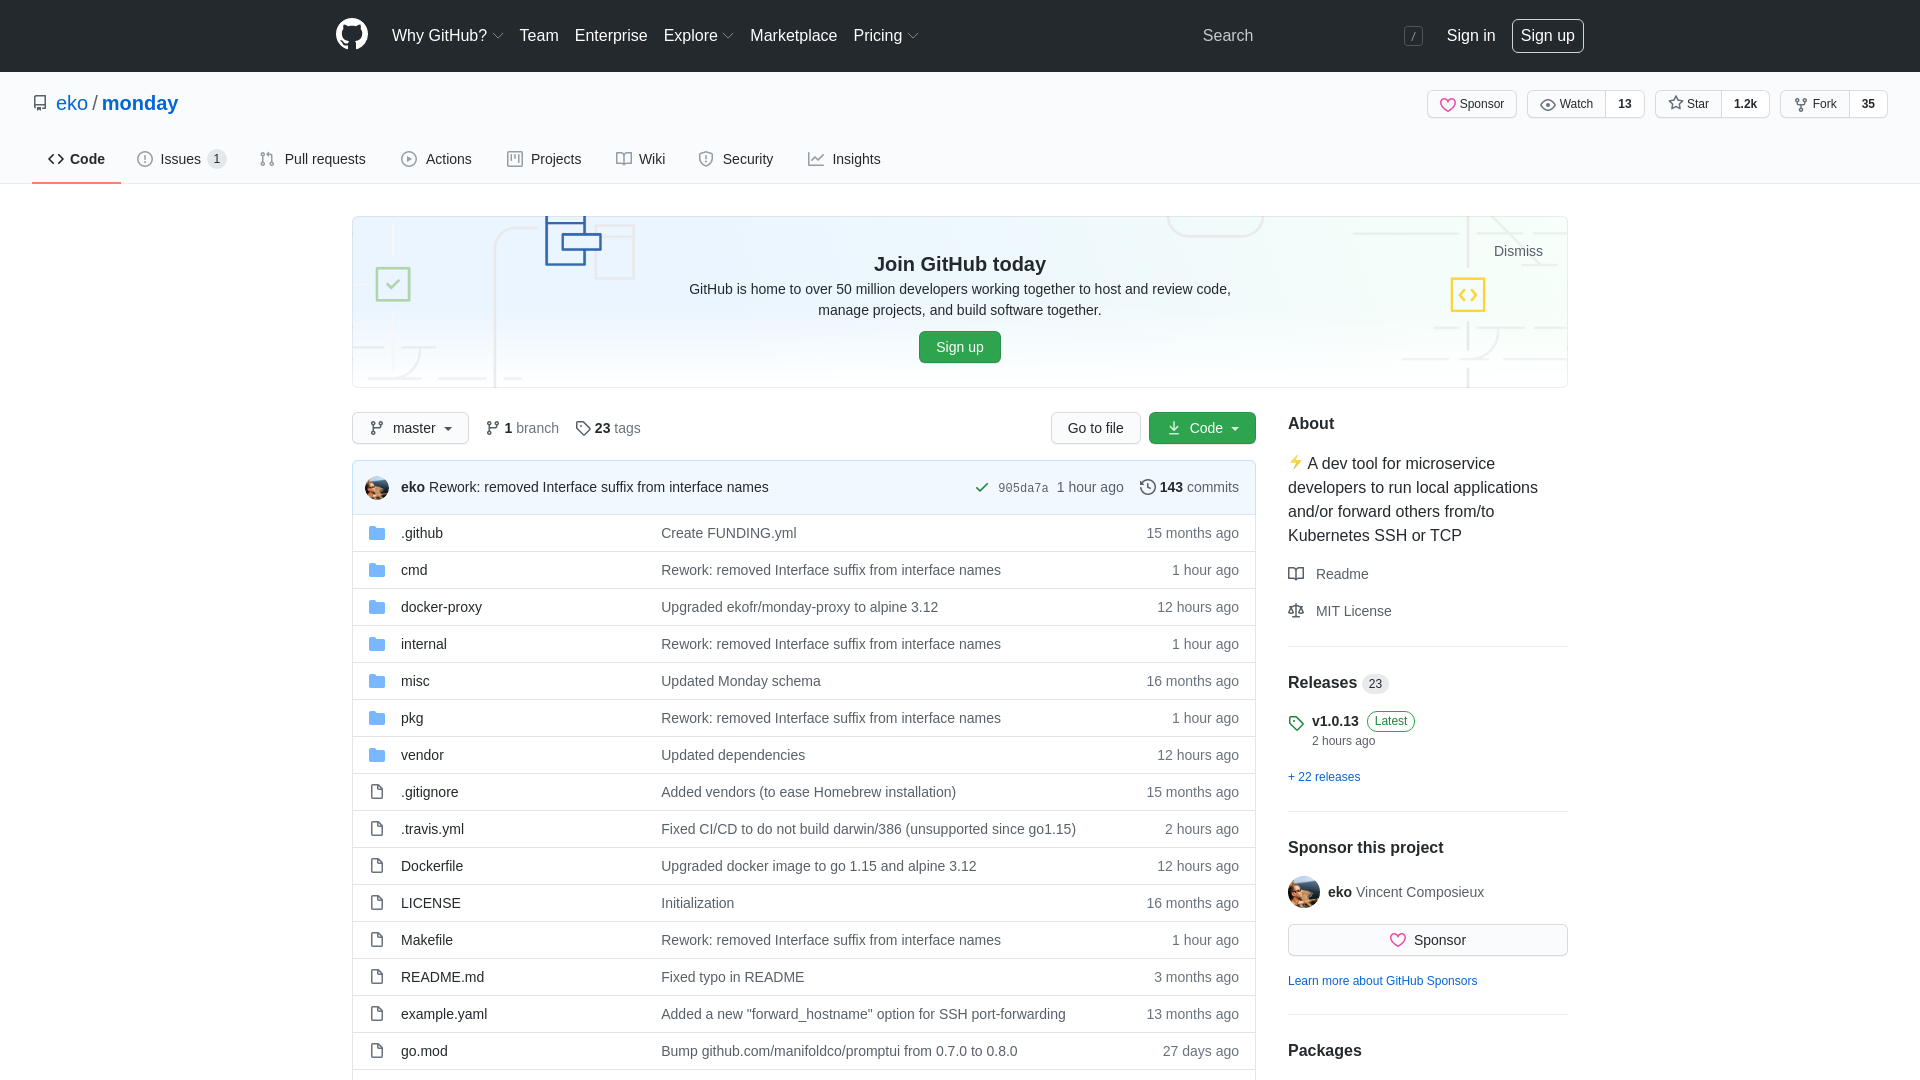 Why GitHub? Team Enterprise Explore Marketplace Pricing Search / Sign in Sign up
eko / monday Sponsor Watch 13 Star 1.2k Fork 35
Code Issues 1 Pull requests Actions Projects Wiki Security Insights
Dismiss
Join GitHub today
GitHub is home to over 50 million developers working together to host and review code,
manage projects, and build software together.
Sign up
master 1 branch 23 tags Go to file Code
eko Rework: removed Interface suffix from interface names 905da7a 1 hour ago 143 commits
.github Create FUNDING.yml 15 months ago
cmd Rework: removed Interface suffix from interface names 1 hour ago
docker-proxy Upgraded ekofr/monday-proxy to alpine 3.12 12 hours ago
internal Rework: removed Interface suffix from interface names 1 hour ago
misc Updated Monday schema 16 months ago
pkg Rework: removed Interface suffix from interface names 1 hour ago
vendor Updated dependencies 12 hours ago
.gitignore Added vendors (to ease Homebrew installation) 15 months ago
.travis.yml Fixed CI/CD to do not build darwin/386 (unsupported since go1.15) 2 hours ago
Dockerfile Upgraded docker image to go 1.15 and alpine 3.12 12 hours ago
LICENSE Initialization 16 months ago
Makefile Rework: removed Interface suffix from interface names 1 hour ago
README.md Fixed typo in README 3 months ago
example.yaml Added a new "forward_hostname" option for SSH port-forwarding 13 months ago
go.mod Bump github.com/manifoldco/promptui from 0.7.0 to 0.8.0 27 days ago
About
⚡ A dev tool for microservice
developers to run local applications
and/or forward others from/to
Kubernetes SSH or TCP
Readme
MIT License
Releases 23
v1.0.13 Latest
2 hours ago
+ 22 releases
Sponsor this project
eko Vincent Composieux
Sponsor
Learn more about GitHub Sponsors
Packages